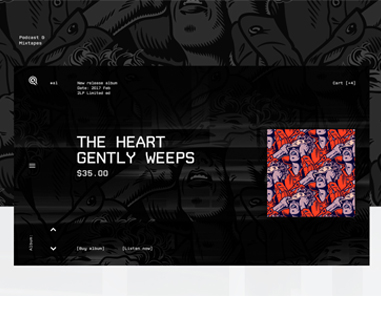 Podcast &
Mixtapes
New release album
Date: 2017 Feb
2LP Limited ed
Cart [+4]
THE HEART
GENTLY WEEPS
$35.00
Album:
[Buy album]
[Listen now]